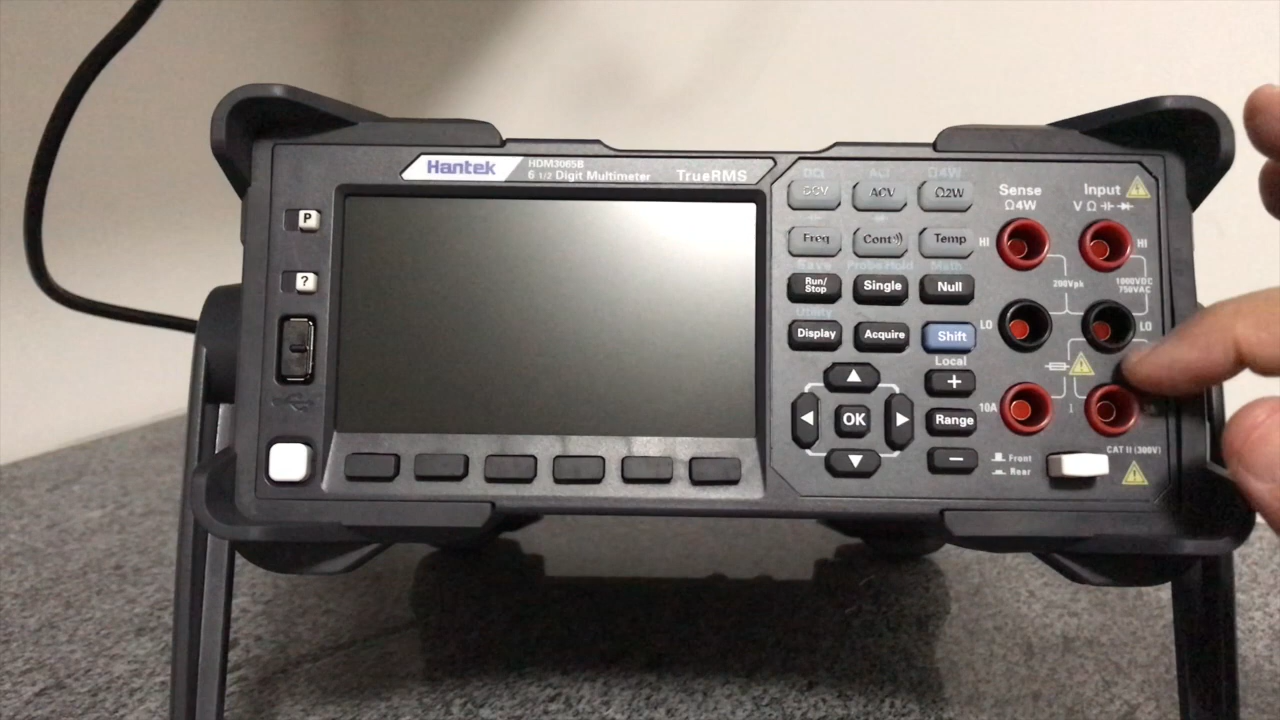 Hantek
HDM3065B
6 1/2 Digit Multimeter
TrueRMS
P
?
DCI
ACI
Ω4W
DCV
ACV
Ω2W
Freq
Cont
Temp
Save
Probe Hold
Math
Run/
Stop
Single
Null
Utility
Display
Acquire
Shift
Local
+
OK
Range
−
Sense
Ω4W
Input
V Ω
HI
HI
200Vpk
1000VDC
750VAC
LO
LO
10A
I
CAT II (300V)
Front
Rear